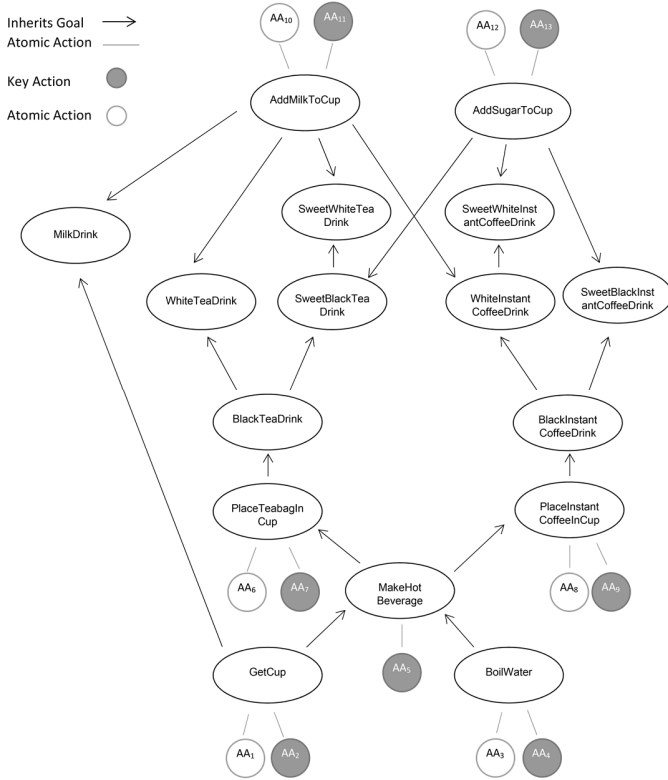 Inherits Goal
Atomic Action
Key Action
Atomic Action
AA10
AA11
AA12
AA13
AddMilkToCup
AddSugarToCup
SweetWhiteTea
Drink
SweetWhiteInst
antCoffeeDrink
MilkDrink
WhiteTeaDrink
SweetBlackTea
Drink
WhiteInstant
CoffeeDrink
SweetBlackInst
antCoffeeDrink
BlackTeaDrink
BlackInstant
CoffeeDrink
PlaceTeabagIn
Cup
PlaceInstant
CoffeeInCup
AA6
AA7
MakeHot
Beverage
AA8
AA9
GetCup
AA5
BoilWater
AA1
AA2
AA3
AA4